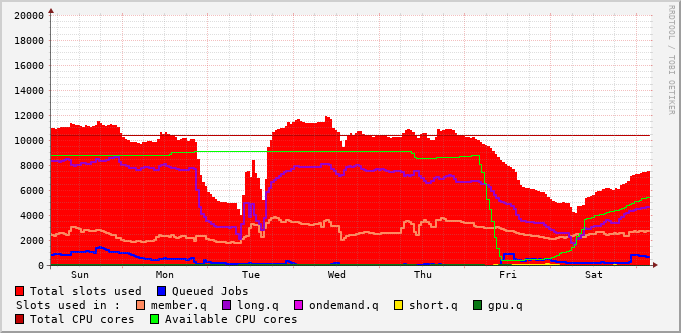 20000
18000
16000
14000
12000
10000
8000
6000
4000
2000
0
Sun Mon Tue Wed Thu Fri Sat
RRDTOOL / TOBI OETIKER
Total slots used Queued Jobs
Slots used in : member.q long.q ondemand.q short.q gpu.q
Total CPU cores Available CPU cores